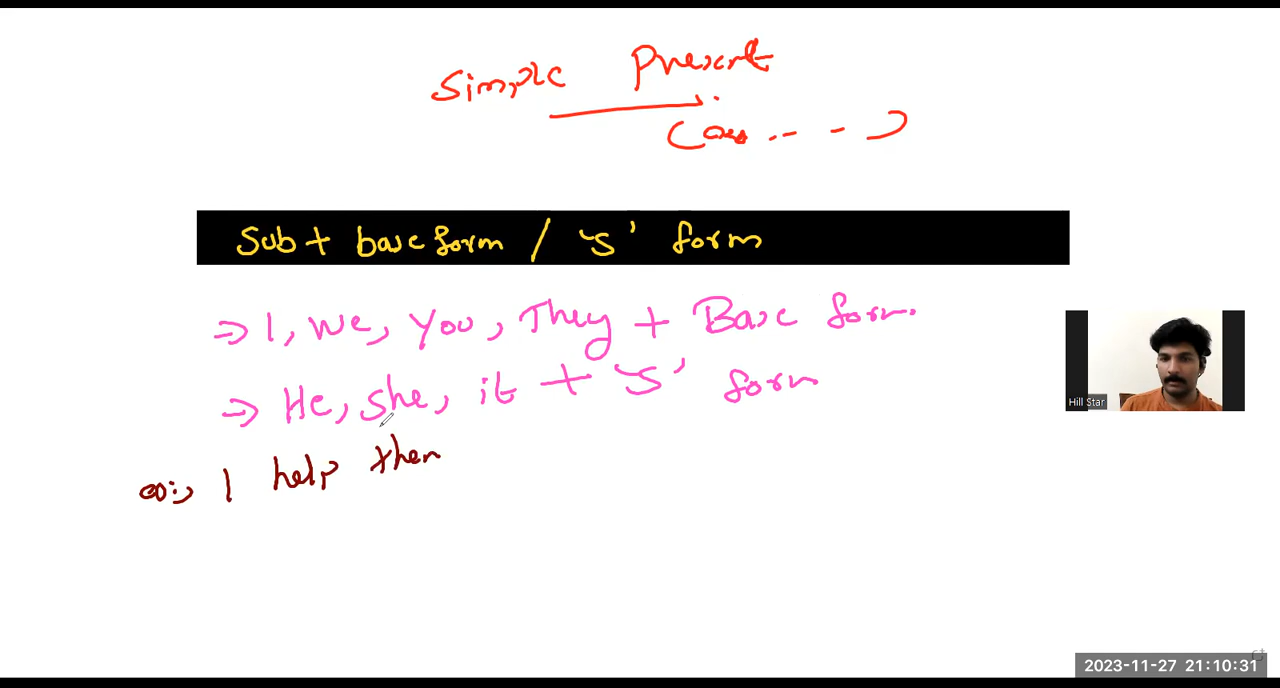 Simple Present
Sub + base form / 's' form
⇒ I, We, You, They + Base form.
⇒ He, she, it + 's' form
I help them
Hill Star
2023-11-27 21:10:31